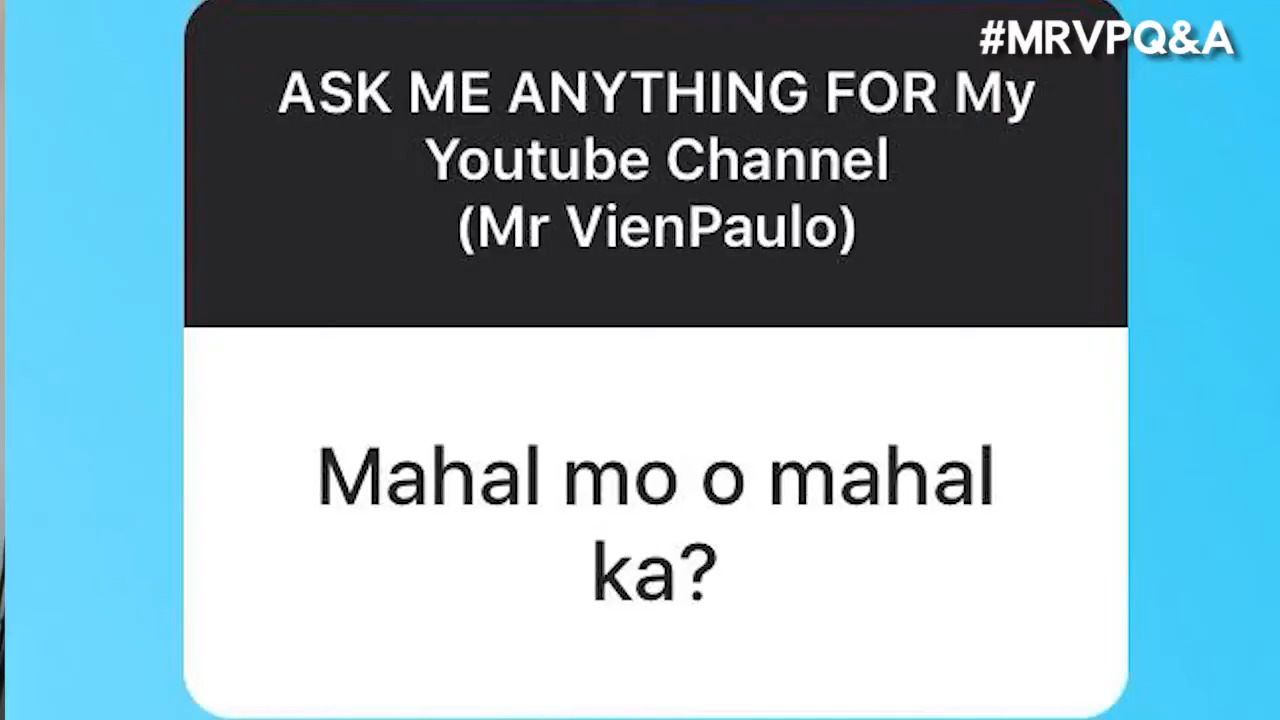 #MRVPQ&A
ASK ME ANYTHING FOR My
Youtube Channel
(Mr VienPaulo)
Mahal mo o mahal
ka?